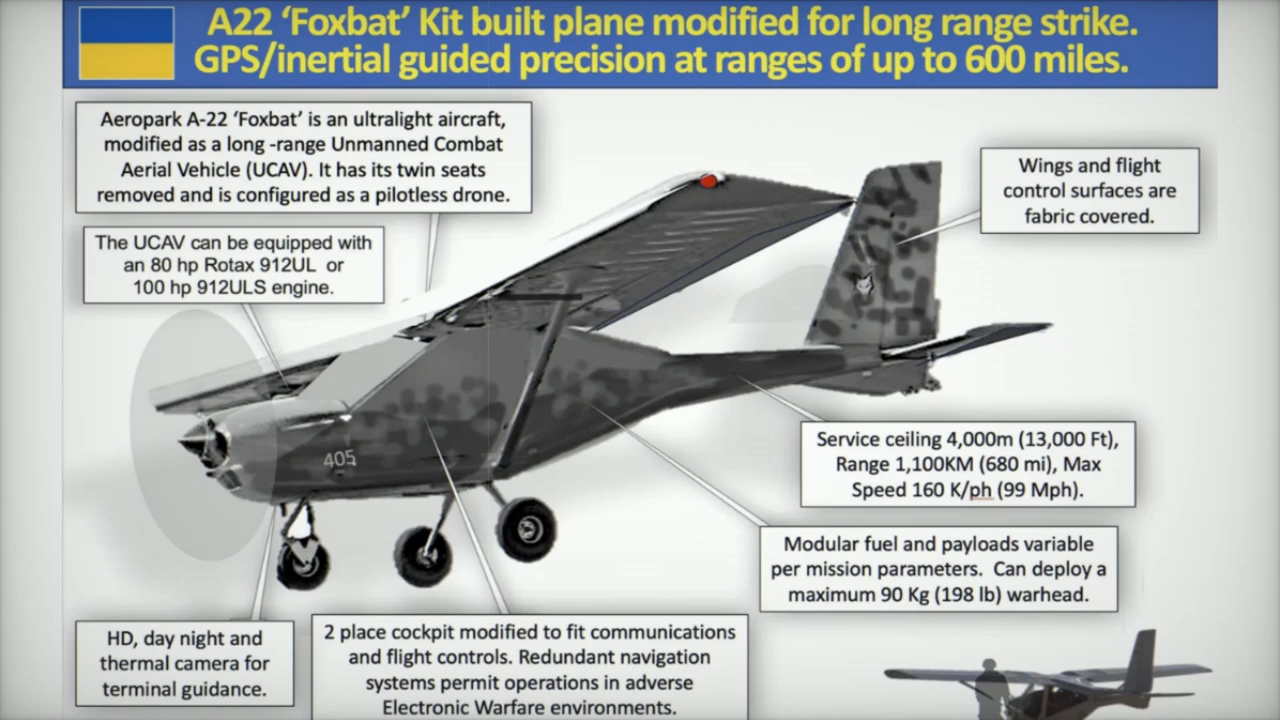 A22 ‘Foxbat’ Kit built plane modified for long range strike.
GPS/inertial guided precision at ranges of up to 600 miles.
Aeropark A-22 ‘Foxbat’ is an ultralight aircraft,
modified as a long -range Unmanned Combat
Aerial Vehicle (UCAV). It has its twin seats
removed and is configured as a pilotless drone.
Wings and flight
control surfaces are
fabric covered.
The UCAV can be equipped with
an 80 hp Rotax 912UL or
100 hp 912ULS engine.
405
Service ceiling 4,000m (13,000 Ft),
Range 1,100KM (680 mi), Max
Speed 160 K/ph (99 Mph).
Modular fuel and payloads variable
per mission parameters. Can deploy a
maximum 90 Kg (198 lb) warhead.
HD, day night and
thermal camera for
terminal guidance.
2 place cockpit modified to fit communications
and flight controls. Redundant navigation
systems permit operations in adverse
Electronic Warfare environments.